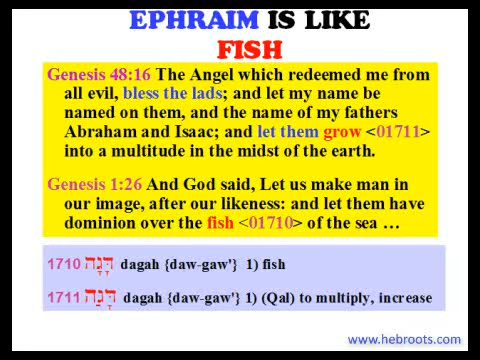 EPHRAIM IS LIKE
FISH
Genesis 48:16 The Angel which redeemed me from
all evil, bless the lads; and let my name be
named on them, and the name of my fathers
Abraham and Isaac; and let them grow <01711>
into a multitude in the midst of the earth.
Genesis 1:26 And God said, Let us make man in
our image, after our likeness: and let them have
dominion over the fish <01710> of the sea …
1710 דָּגָה dagah {daw-gaw'} 1) fish
1711 דָּגַה dagah {daw-gaw'} 1) (Qal) to multiply, increase
www.hebroots.com